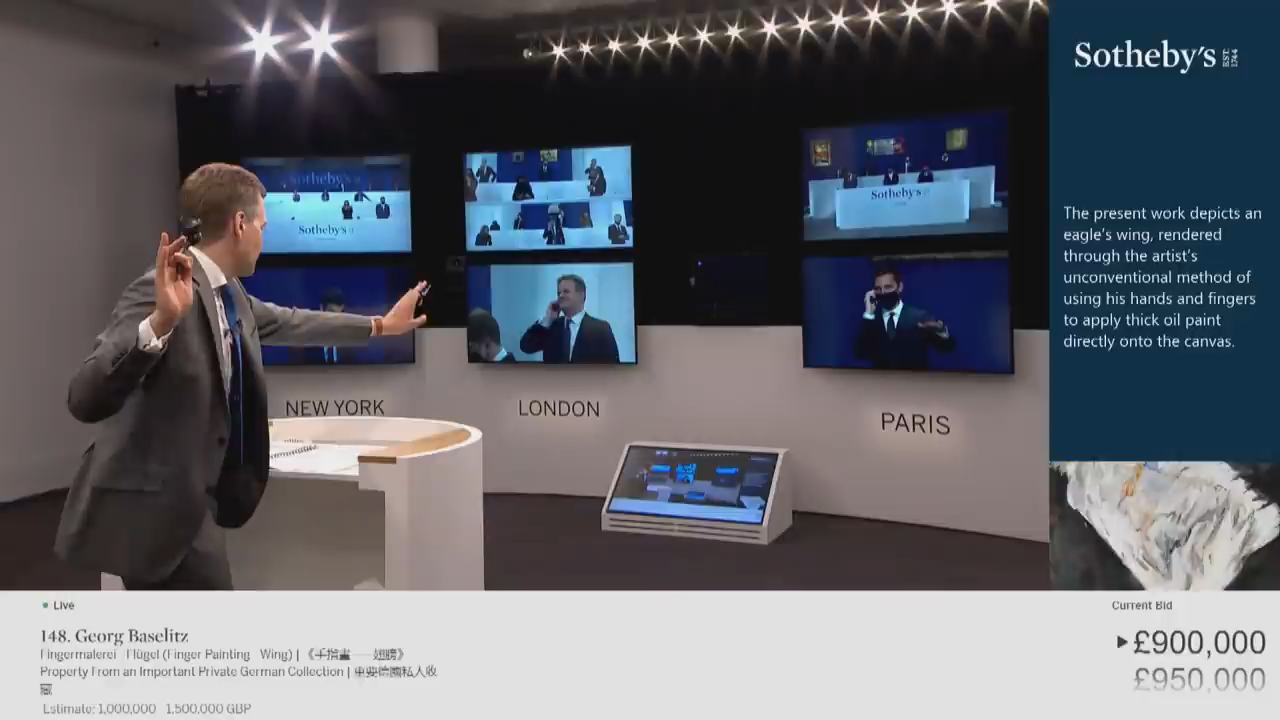 Sotheby's EST. 1744
Sotheby's
Sotheby's
Sotheby's
The present work depicts an
eagle's wing, rendered
through the artist's
unconventional method of
using his hands and fingers
to apply thick oil paint
directly onto the canvas.
NEW YORK
LONDON
PARIS
Live
148. Georg Baselitz
Fingermalerei Flügel (Finger Painting Wing) | 《手指畫——翅膀》
Property From an Important Private German Collection | 重要德國私人收
藏
Estimate: 1,000,000 1,500,000 GBP
Current Bid
£900,000
£950,000